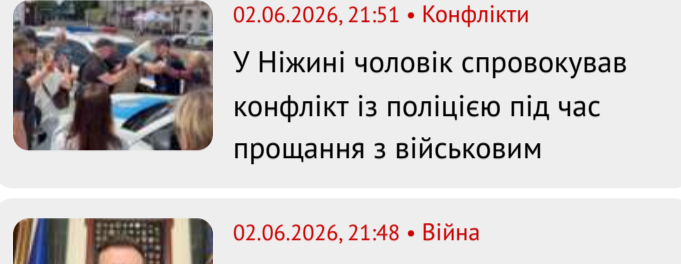 02.06.2026, 21:51 • Конфлікти
У Ніжині чоловік спровокував
конфлікт із поліцією під час
прощання з військовим
02.06.2026, 21:48 • Війна